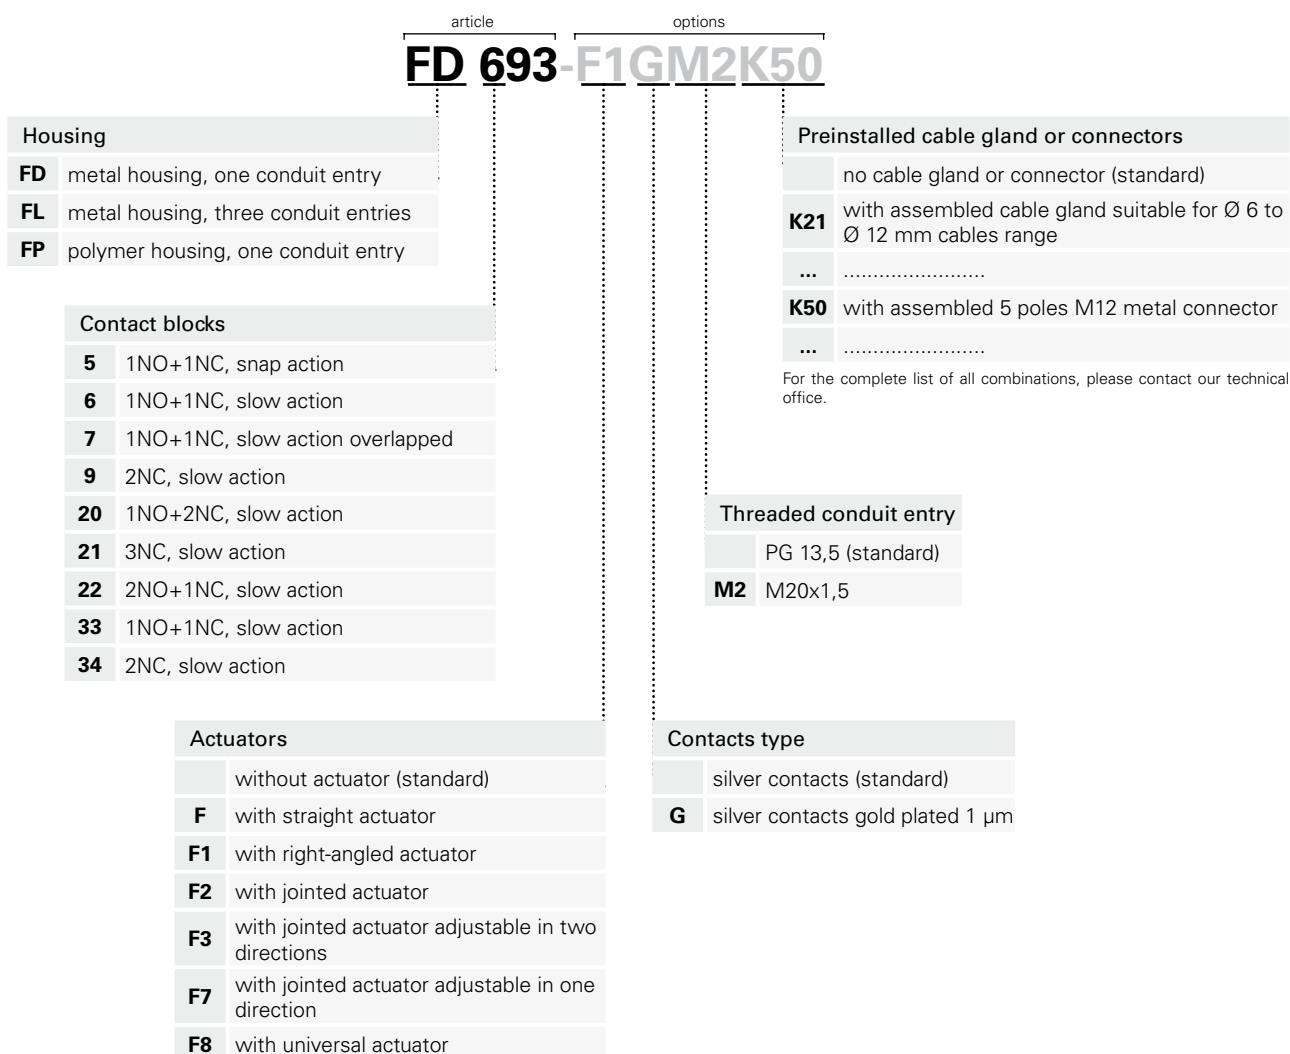 article options
FD 693-F1GM2K50
Housing
FD metal housing, one conduit entry
FL metal housing, three conduit entries
FP polymer housing, one conduit entry
Contact blocks
5 1NO+1NC, snap action
6 1NO+1NC, slow action
7 1NO+1NC, slow action overlapped
9 2NC, slow action
20 1NO+2NC, slow action
21 3NC, slow action
22 2NO+1NC, slow action
33 1NO+1NC, slow action
34 2NC, slow action
Actuators
without actuator (standard)
F with straight actuator
F1 with right-angled actuator
F2 with jointed actuator
F3 with jointed actuator adjustable in two
directions
F7 with jointed actuator adjustable in one
direction
F8 with universal actuator
Preinstalled cable gland or connectors
no cable gland or connector (standard)
K21 with assembled cable gland suitable for Ø 6 to
Ø 12 mm cables range
... ........................
K50 with assembled 5 poles M12 metal connector
... ........................
For the complete list of all combinations, please contact our technical
office.
Threaded conduit entry
PG 13,5 (standard)
M2 M20x1,5
Contacts type
silver contacts (standard)
G silver contacts gold plated 1 µm